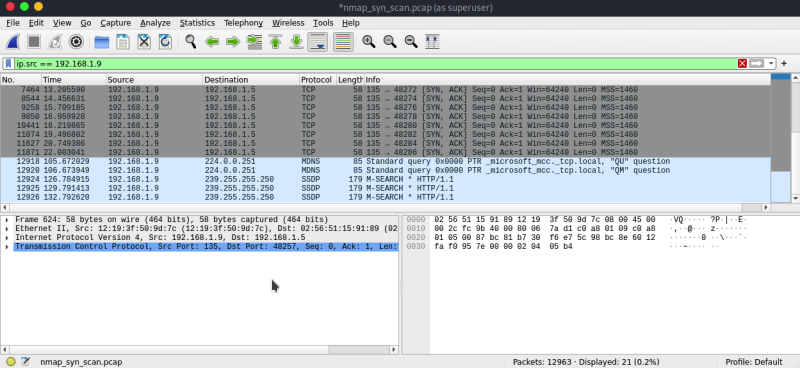 *nmap_syn_scan.pcap (as superuser)
File Edit View Go Capture Analyze Statistics Telephony Wireless Tools Help
ip.src == 192.168.1.9
No. Time Source Destination Protocol Length Info
7464 13.205590 192.168.1.9 192.168.1.5 TCP 58 135 → 48272 [SYN, ACK] Seq=0 Ack=1 Win=64240 Len=0 MSS=1460
8544 14.456631 192.168.1.9 192.168.1.5 TCP 58 135 → 48274 [SYN, ACK] Seq=0 Ack=1 Win=64240 Len=0 MSS=1460
9258 15.709185 192.168.1.9 192.168.1.5 TCP 58 135 → 48276 [SYN, ACK] Seq=0 Ack=1 Win=64240 Len=0 MSS=1460
9850 16.959928 192.168.1.9 192.168.1.5 TCP 58 135 → 48278 [SYN, ACK] Seq=0 Ack=1 Win=64240 Len=0 MSS=1460
10441 18.219865 192.168.1.9 192.168.1.5 TCP 58 135 → 48280 [SYN, ACK] Seq=0 Ack=1 Win=64240 Len=0 MSS=1460
11074 19.496802 192.168.1.9 192.168.1.5 TCP 58 135 → 48282 [SYN, ACK] Seq=0 Ack=1 Win=64240 Len=0 MSS=1460
11627 20.749386 192.168.1.9 192.168.1.5 TCP 58 135 → 48284 [SYN, ACK] Seq=0 Ack=1 Win=64240 Len=0 MSS=1460
11871 22.003041 192.168.1.9 192.168.1.5 TCP 58 135 → 48286 [SYN, ACK] Seq=0 Ack=1 Win=64240 Len=0 MSS=1460
12918 105.672029 192.168.1.9 224.0.0.251 MDNS 85 Standard query 0x0000 PTR _microsoft_mcc._tcp.local, "QU" question
12920 106.673949 192.168.1.9 224.0.0.251 MDNS 85 Standard query 0x0000 PTR _microsoft_mcc._tcp.local, "QM" question
12924 126.784915 192.168.1.9 239.255.255.250 SSDP 179 M-SEARCH * HTTP/1.1
12925 129.791413 192.168.1.9 239.255.255.250 SSDP 179 M-SEARCH * HTTP/1.1
12926 132.792620 192.168.1.9 239.255.255.250 SSDP 179 M-SEARCH * HTTP/1.1
Frame 624: 58 bytes on wire (464 bits), 58 bytes captured (464 bits)
Ethernet II, Src: 12:19:3f:50:9d:7c (12:19:3f:50:9d:7c), Dst: 02:56:51:15:91:89 (02
Internet Protocol Version 4, Src: 192.168.1.9, Dst: 192.168.1.5
Transmission Control Protocol, Src Port: 135, Dst Port: 48257, Seq: 0, Ack: 1, Len:
0000 02 56 51 15 91 89 12 19 3f 50 9d 7c 08 00 45 00 ·VQ····· ?P·|··E·
0010 00 2c fc 9b 40 00 80 06 7a d1 c0 a8 01 09 c0 a8 ·,··@··· z·······
0020 01 05 00 87 bc 81 b7 30 f6 e7 5c 98 bc 8e 60 12 ·······0 ··\···`·
0030 fa f0 95 7e 00 00 02 04 05 b4 ···~···· ··
nmap_syn_scan.pcap
Packets: 12963 · Displayed: 21 (0.2%)
Profile: Default